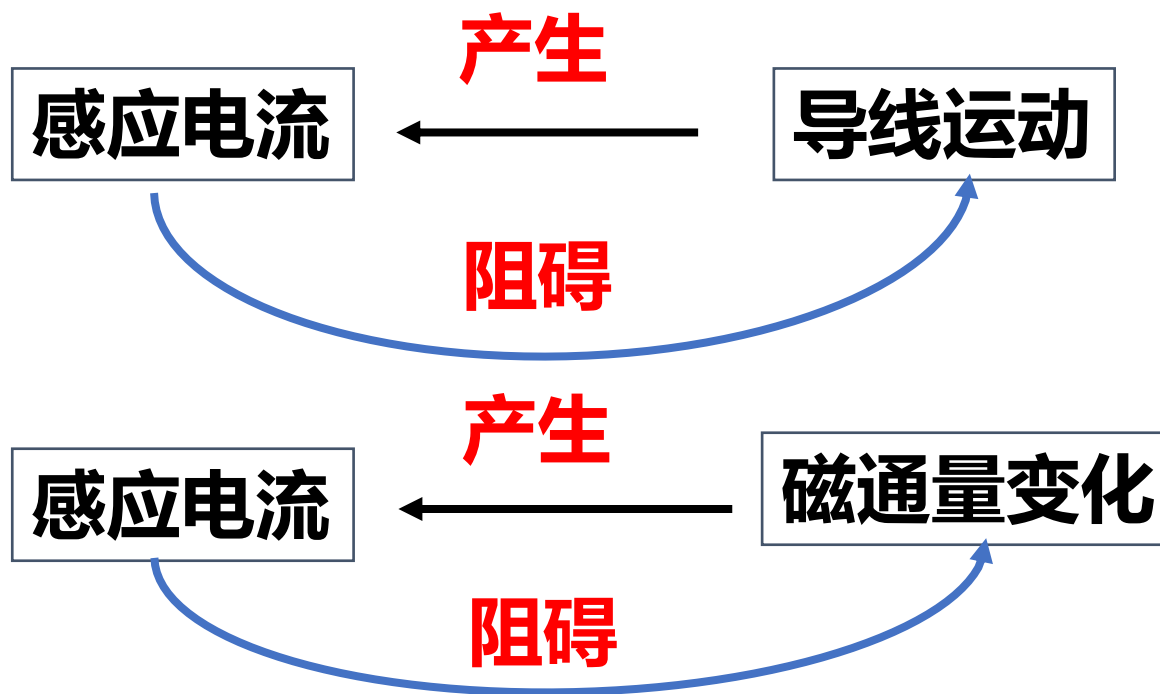 产生
感应电流
导线运动
阻碍
产生
感应电流
磁通量变化
阻碍